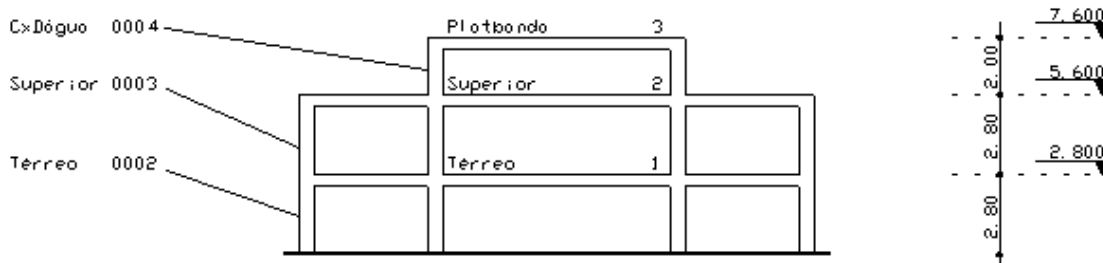 CxDóguo 0004
Platbanda 3
7.600
2.00
Superior 0003
Superior 2
5.600
2.80
Térreo 0002
Térreo 1
2.800
2.80